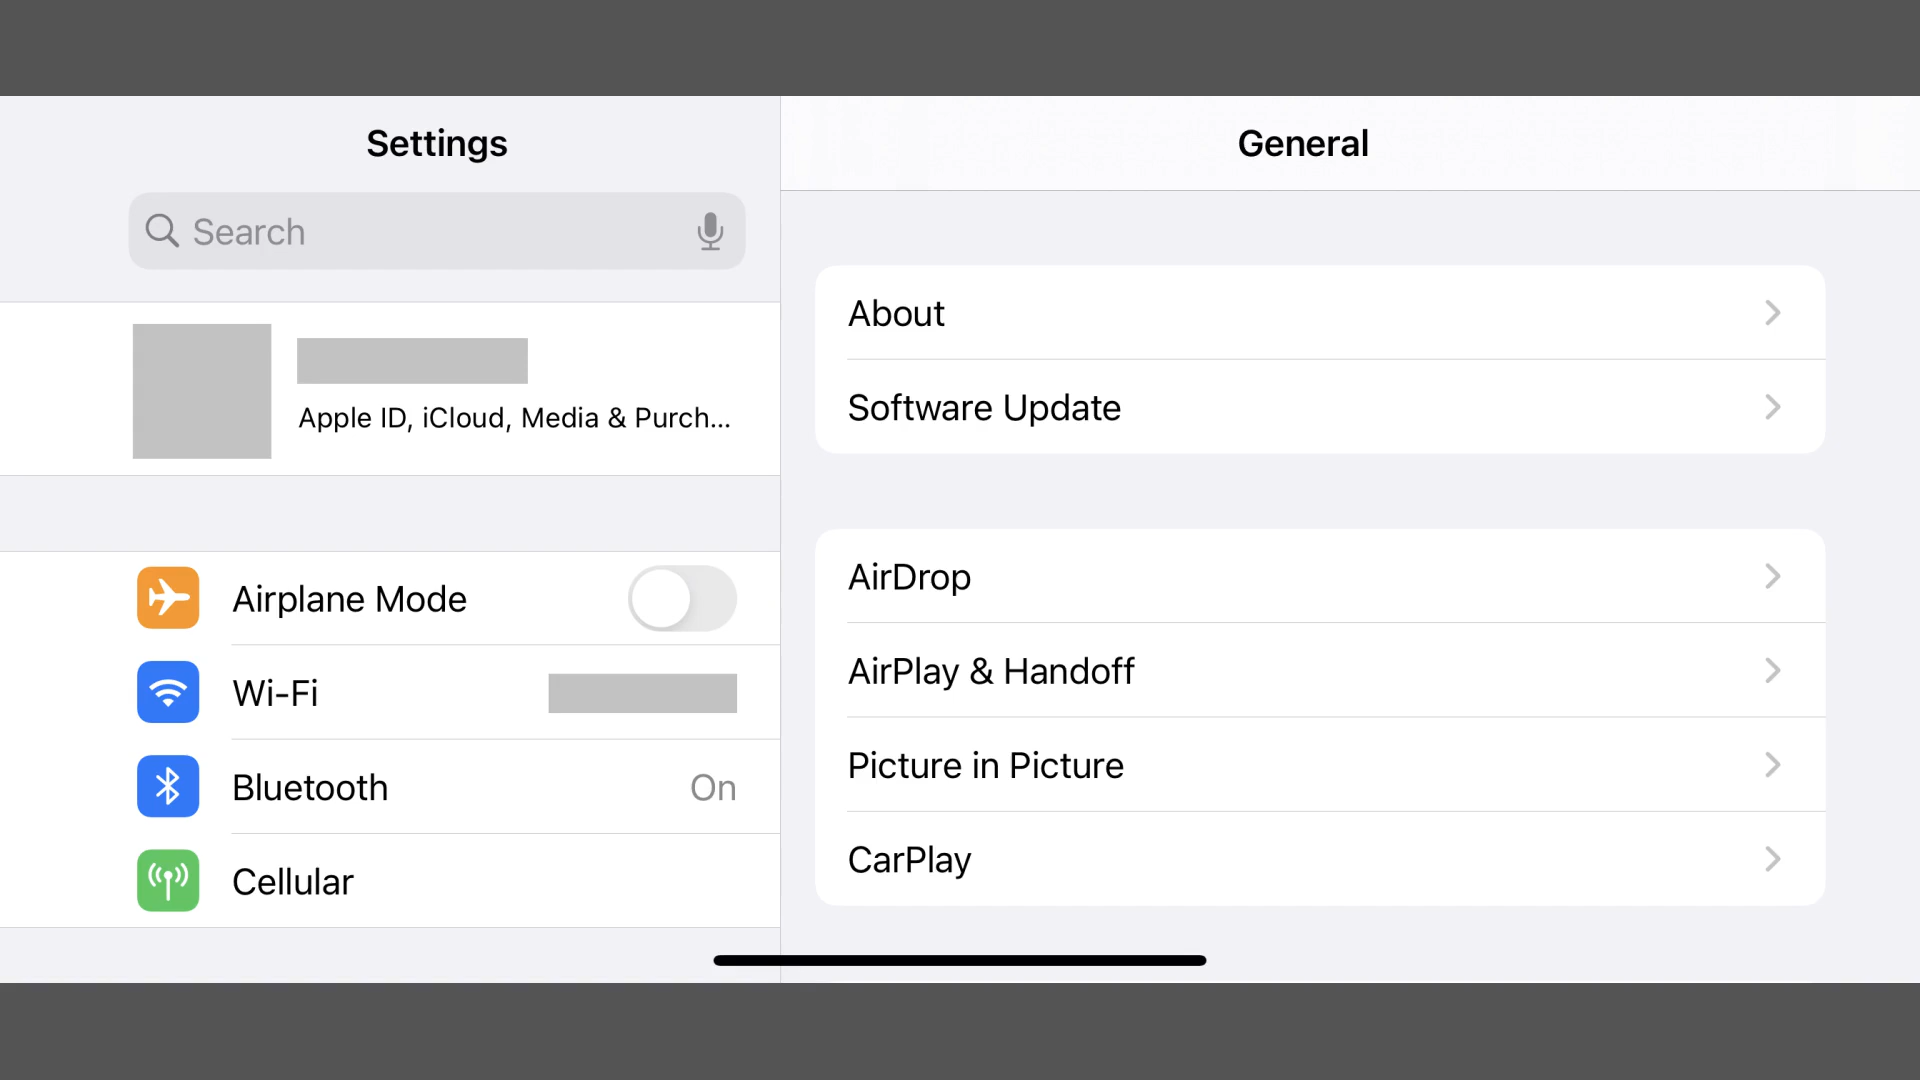 Settings
Search
Apple ID, iCloud, Media & Purch...
Airplane Mode
Wi-Fi
Bluetooth On
Cellular
General
About
Software Update
AirDrop
AirPlay & Handoff
Picture in Picture
CarPlay